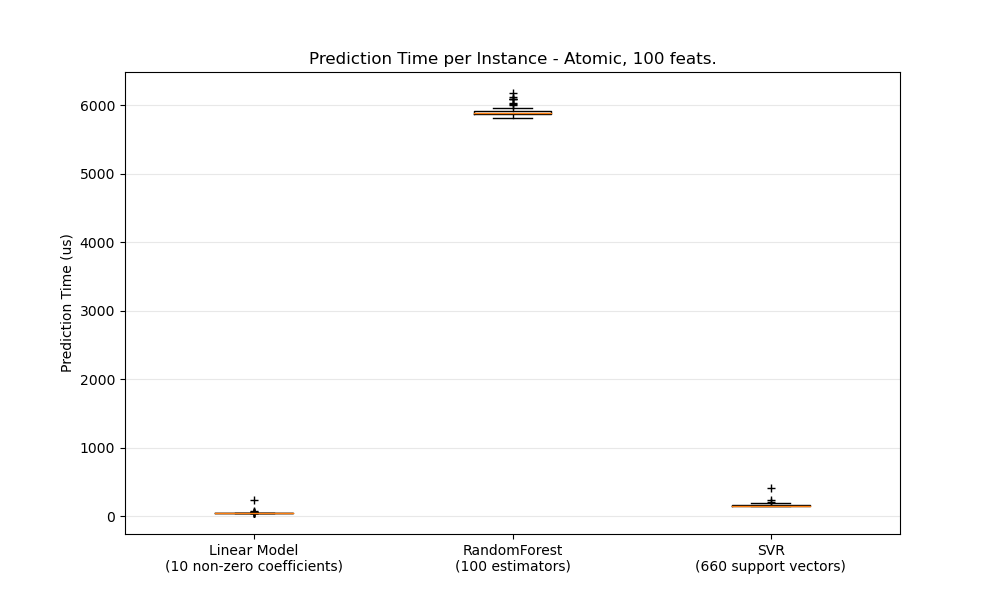 Prediction Time per Instance - Atomic, 100 feats.
Prediction Time (us)
6000
5000
4000
3000
2000
1000
0
Linear Model
(10 non-zero coefficients)
RandomForest
(100 estimators)
SVR
(660 support vectors)